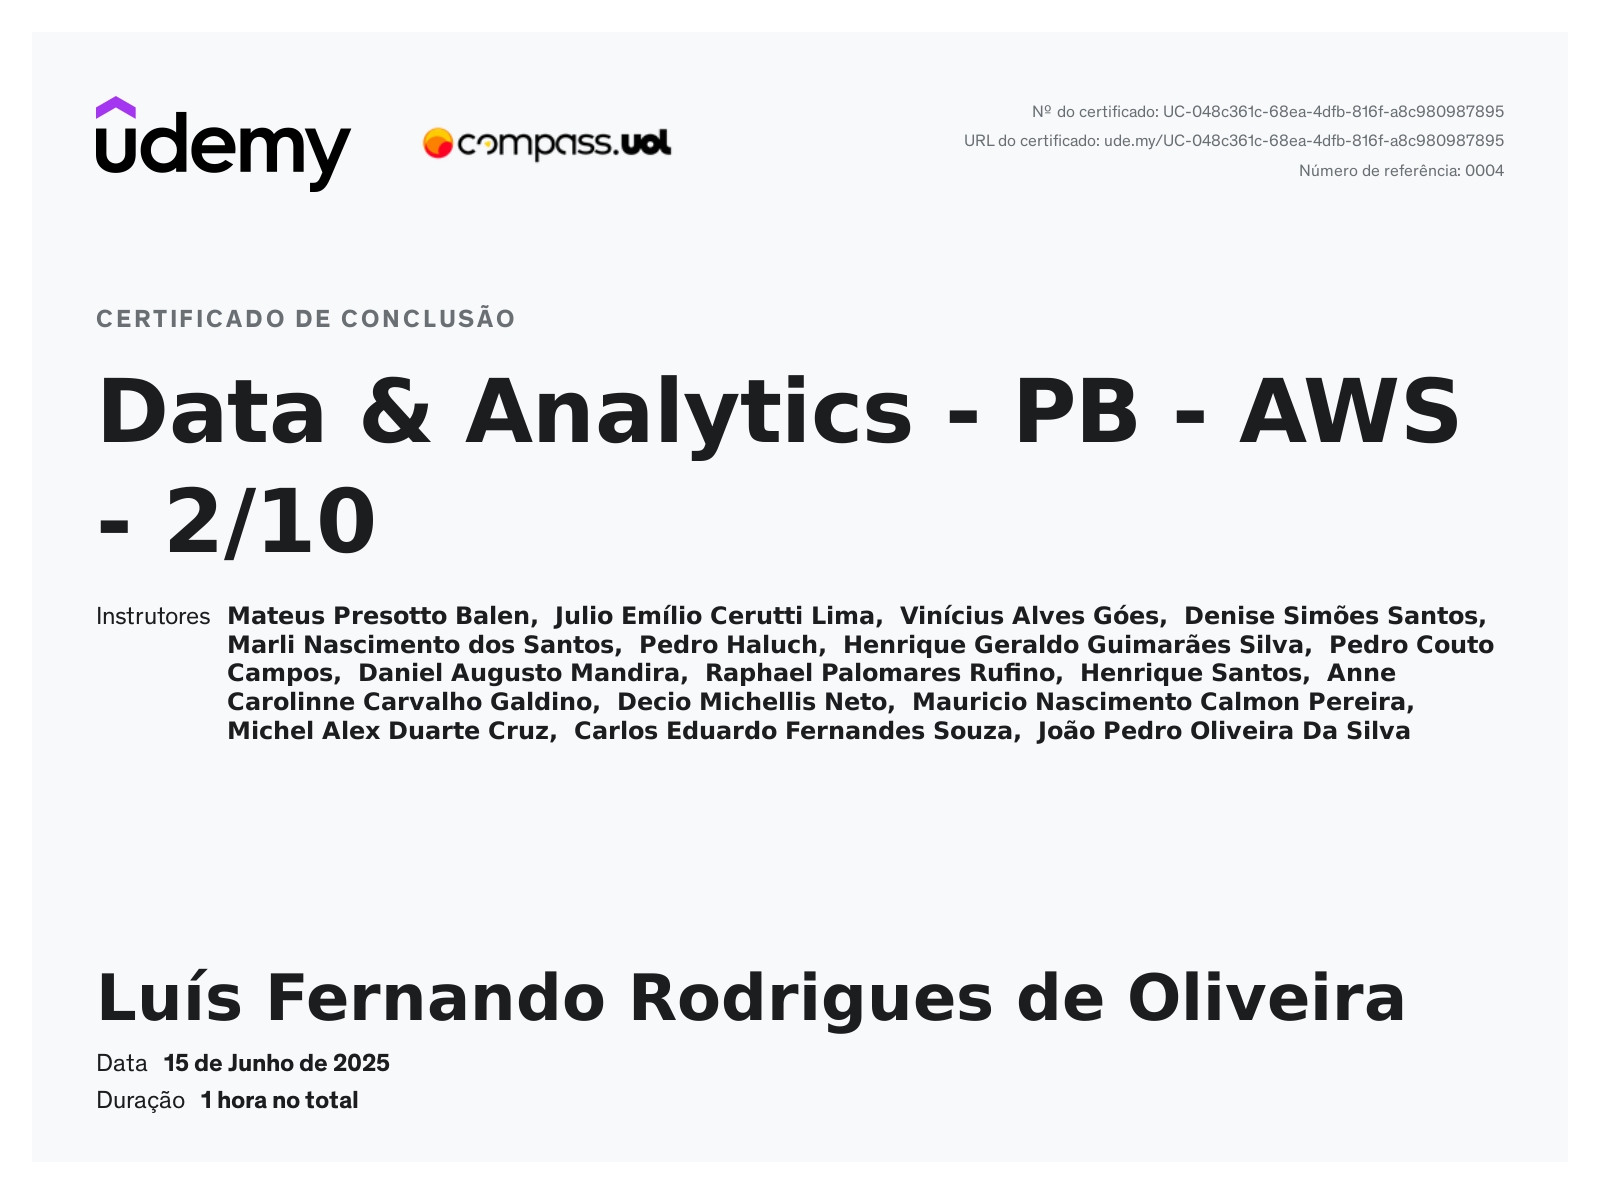 udemy
compass.uol
Nº do certificado: UC-048c361c-68ea-4dfb-816f-a8c980987895
URL do certificado: ude.my/UC-048c361c-68ea-4dfb-816f-a8c980987895
Número de referência: 0004
CERTIFICADO DE CONCLUSÃO
Data & Analytics - PB - AWS
- 2/10
Instrutores Mateus Presotto Balen, Julio Emílio Cerutti Lima, Vinícius Alves Góes, Denise Simões Santos,
Marli Nascimento dos Santos, Pedro Haluch, Henrique Geraldo Guimarães Silva, Pedro Couto
Campos, Daniel Augusto Mandira, Raphael Palomares Rufino, Henrique Santos, Anne
Carolinne Carvalho Galdino, Decio Michellis Neto, Mauricio Nascimento Calmon Pereira,
Michel Alex Duarte Cruz, Carlos Eduardo Fernandes Souza, João Pedro Oliveira Da Silva
Luís Fernando Rodrigues de Oliveira
Data 15 de Junho de 2025
Duração 1 hora no total